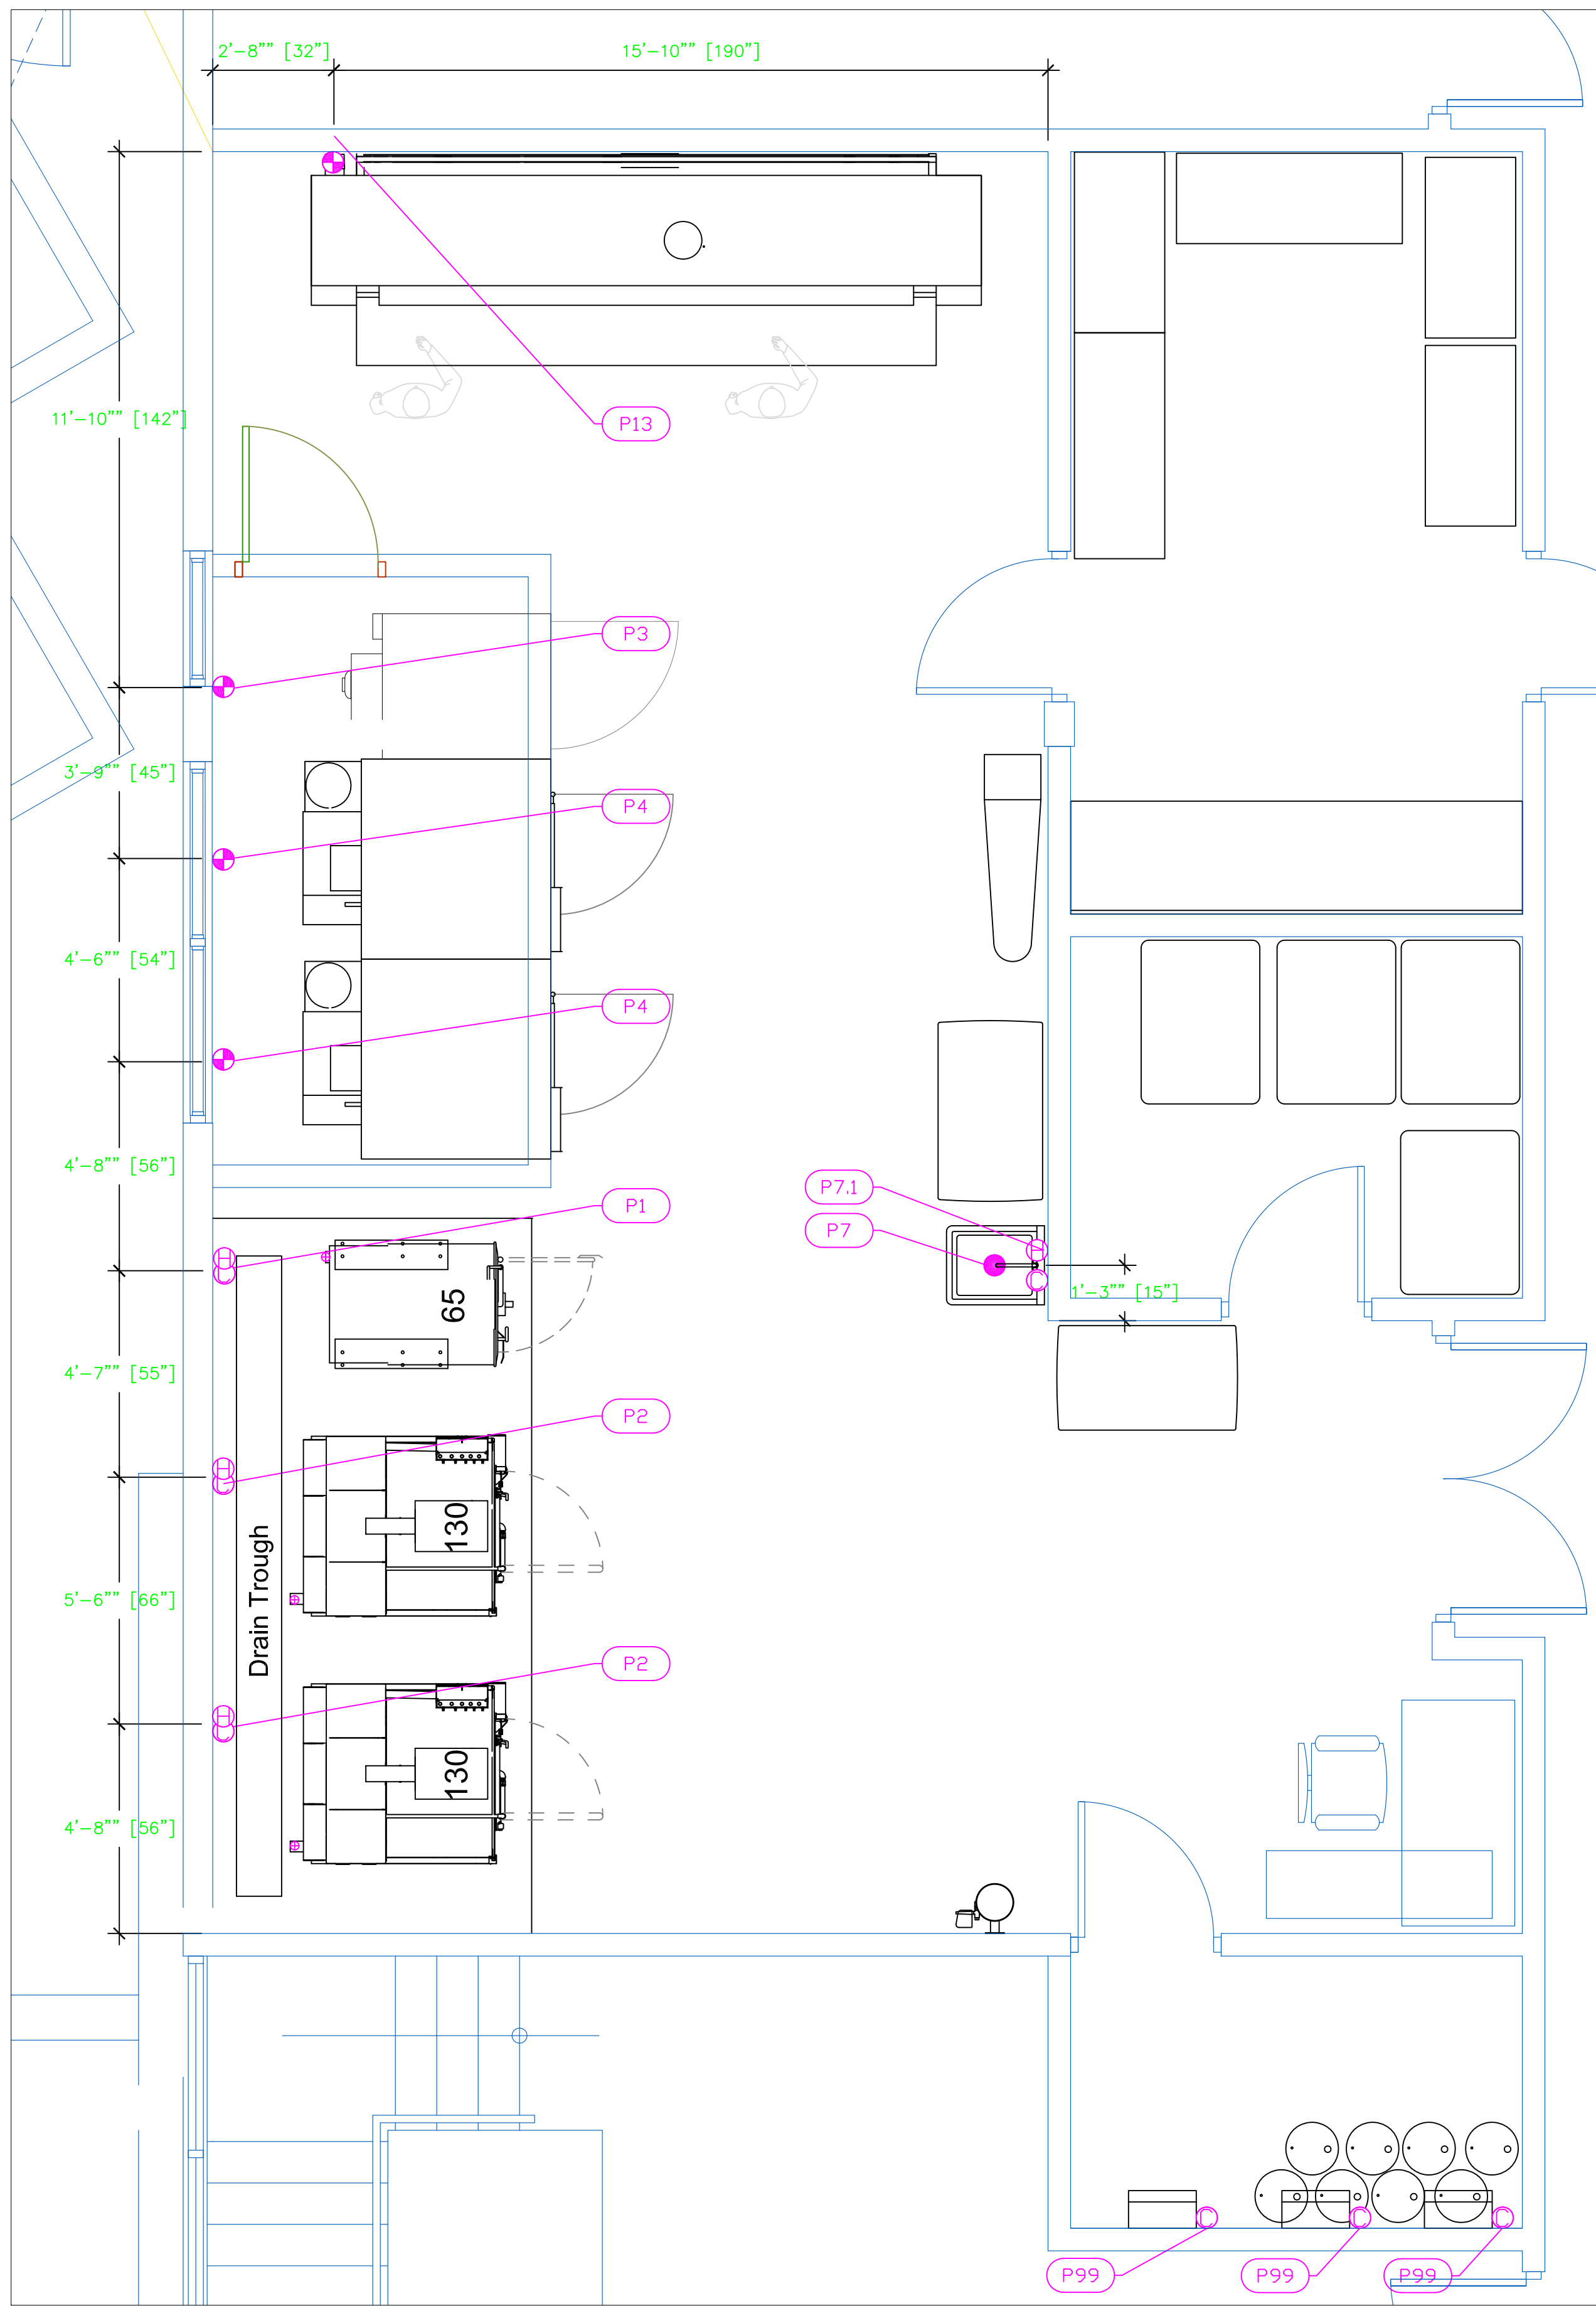 2'-8"" [32"]
15'-10"" [190"]
11'-10"" [142"]
P13
P3
3'-9"" [45"]
P4
4'-6"" [54"]
P4
4'-8"" [56"]
P7.1
P1
P7
H
H
C
C
1'-3"" [15"]
65
4'-7"" [55"]
P2
H
C
130
Drain Trough
5'-6"" [66"]
P2
H
C
130
4'-8"" [56"]
C
C
C
P99
P99
P99